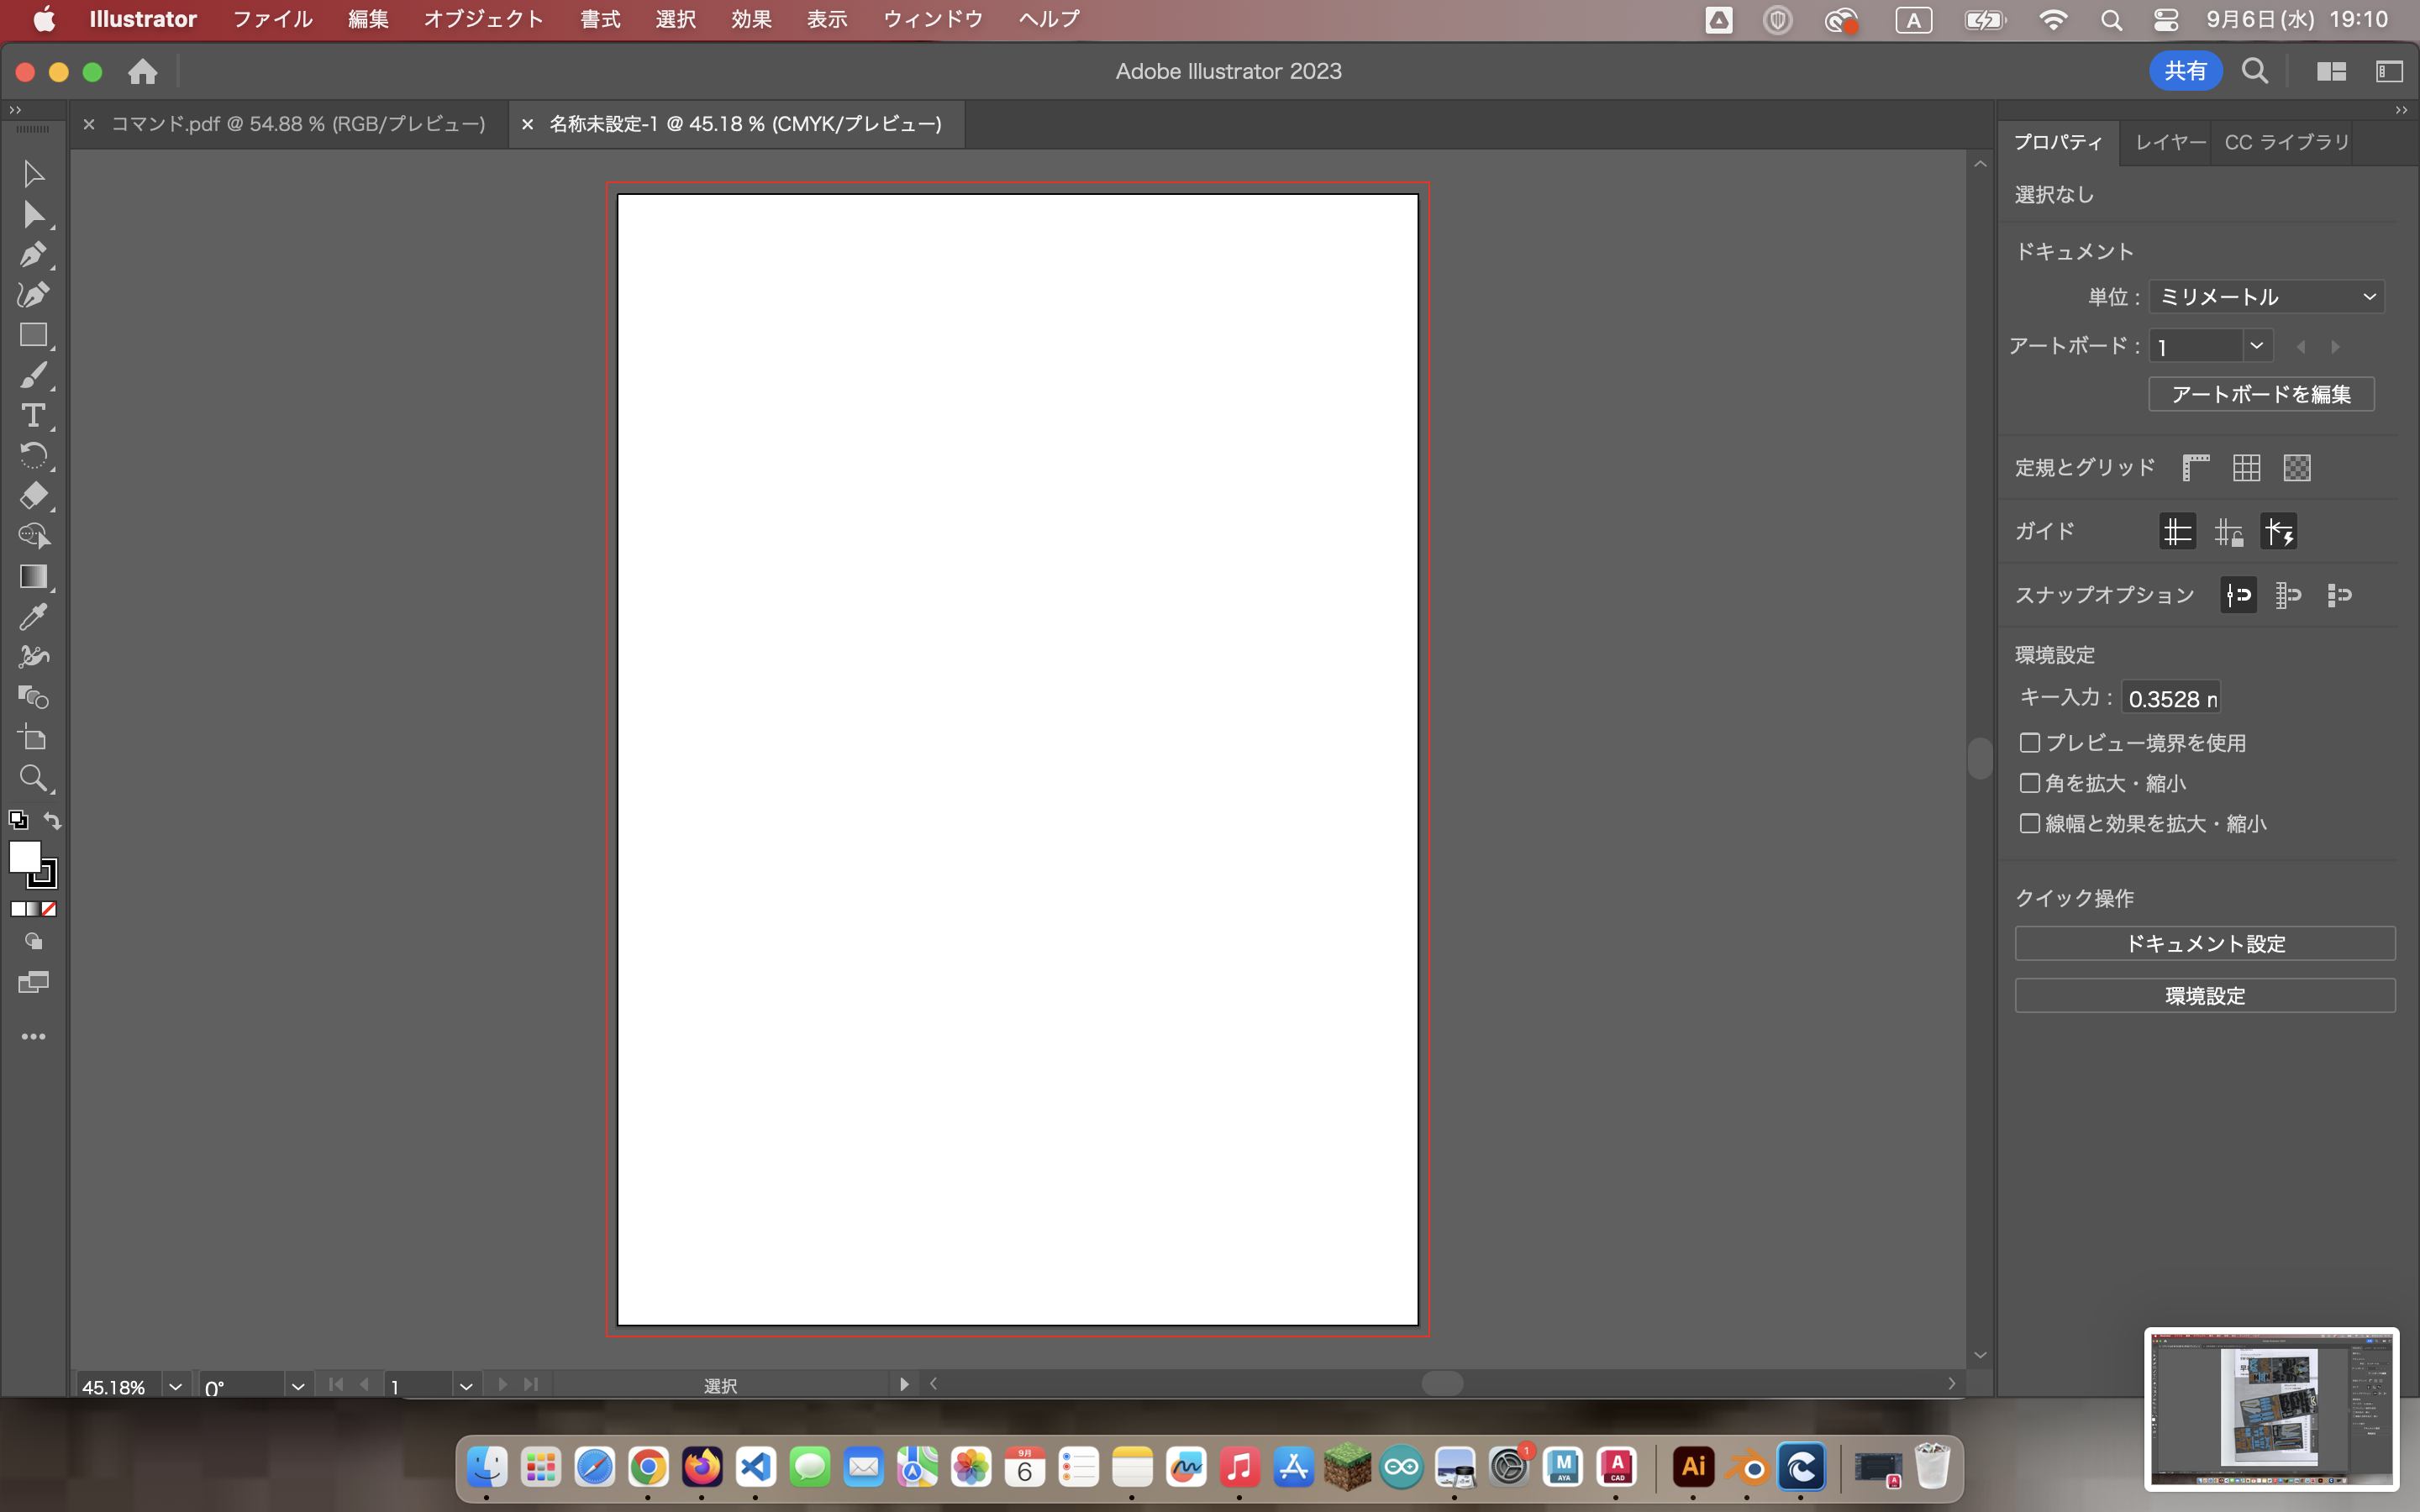 Illustrator ファイル 編集 オブジェクト 書式 選択 効果 表示 ウィンドウ ヘルプ A 9月6日(水) 19:10
Adobe Illustrator 2023 共有
コマンド.pdf @ 54.88 % (RGB/プレビュー) 名称未設定-1 @ 45.18 % (CMYK/プレビュー)
プロパティ レイヤー CC ライブラリ
選択なし
ドキュメント
単位: ミリメートル
アートボード: 1
アートボードを編集
定規とグリッド
ガイド
スナップオプション
環境設定
キー入力: 0.3528 r
プレビュー境界を使用
角を拡大・縮小
線幅と効果を拡大・縮小
クイック操作
ドキュメント設定
環境設定
45.18% 0° 1 選択
9月
6
1
M
AYA
A
CAD
Ai